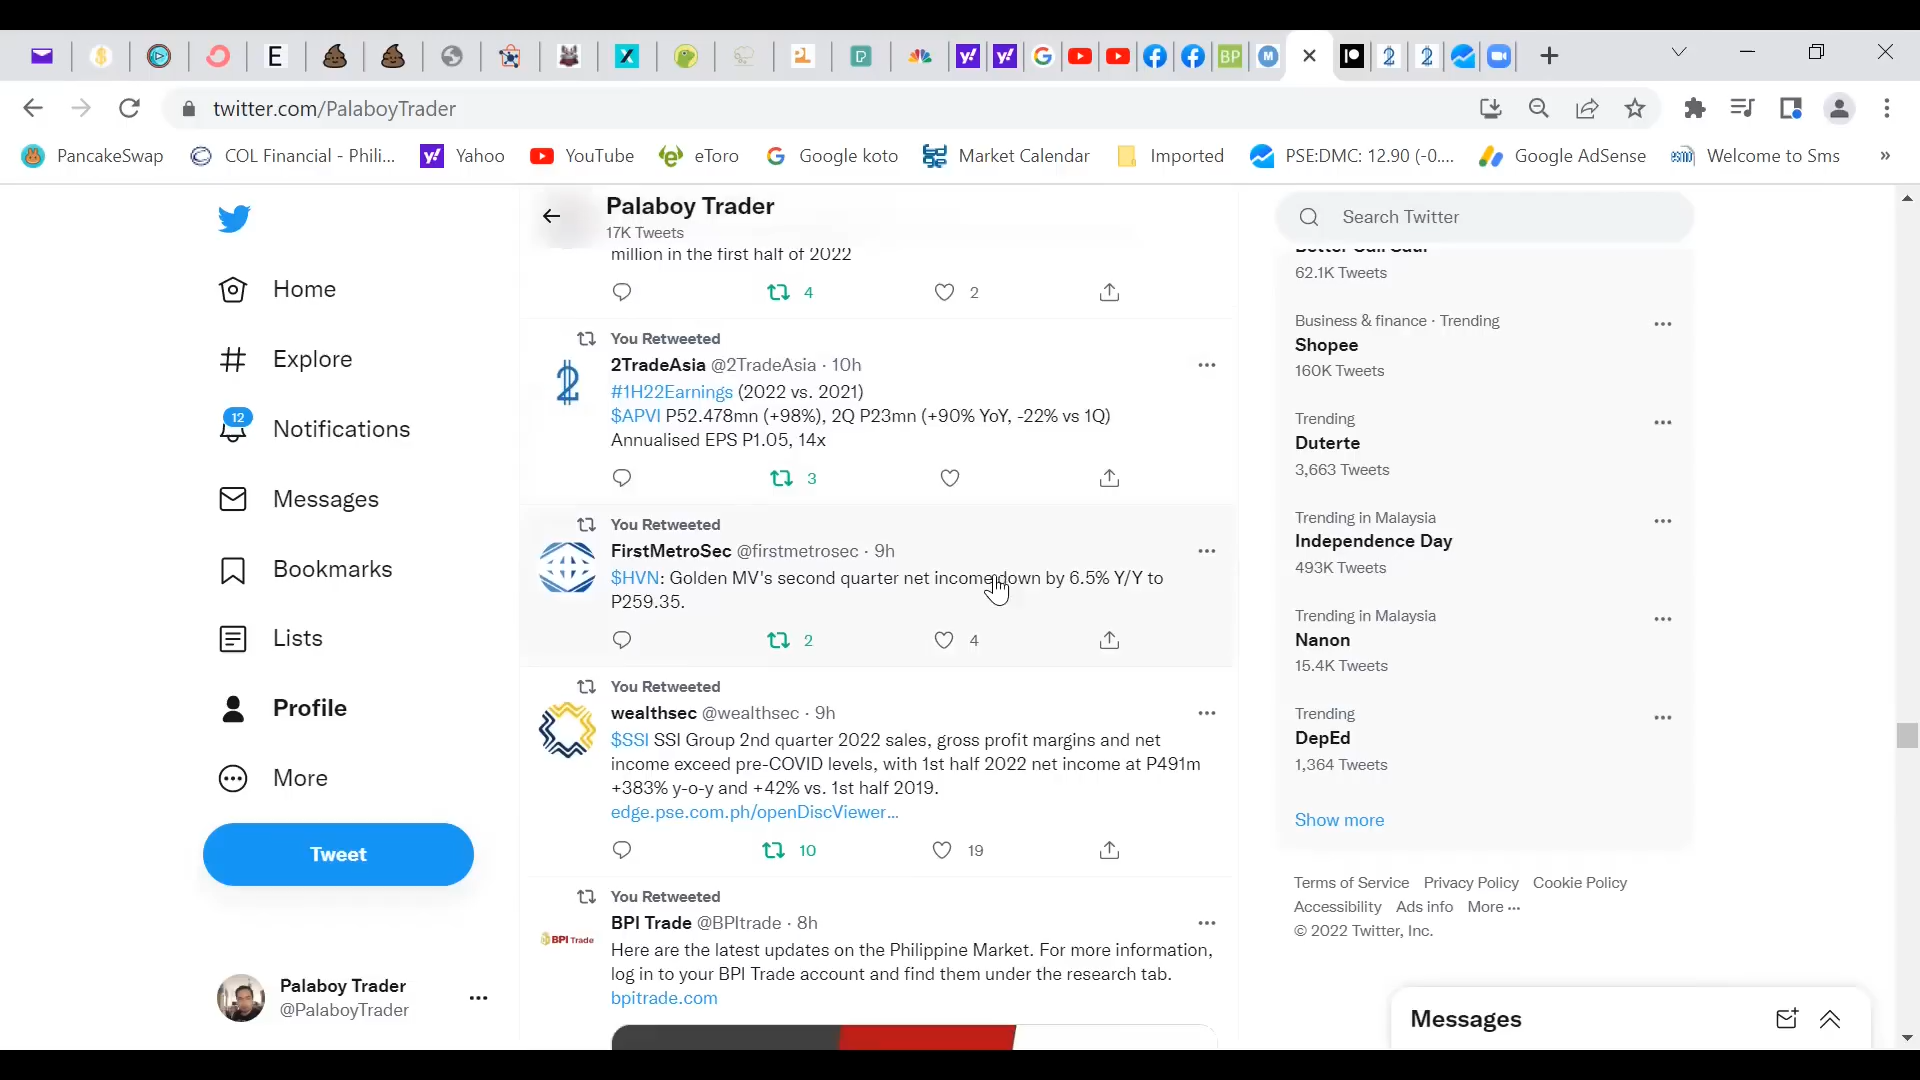 twitter.com/PalaboyTrader
PancakeSwap
COL Financial - Phili...
Yahoo
YouTube
eToro
Google koto
Market Calendar
Imported
PSE:DMC: 12.90 (-0....
Google AdSense
Welcome to Sms
»
Home
Explore
12
Notifications
Messages
Bookmarks
Lists
Profile
More
Tweet
Palaboy Trader
@PalaboyTrader
Palaboy Trader
17K Tweets
million in the first half of 2022
4
2
You Retweeted
2TradeAsia @2TradeAsia · 10h
#1H22Earnings (2022 vs. 2021)
$APVI P52.478mn (+98%), 2Q P23mn (+90% YoY, -22% vs 1Q)
Annualised EPS P1.05, 14x
3
You Retweeted
FirstMetroSec @firstmetrosec · 9h
$HVN: Golden MV's second quarter net income down by 6.5% Y/Y to
P259.35.
2
4
You Retweeted
wealthsec @wealthsec · 9h
$SSI SSI Group 2nd quarter 2022 sales, gross profit margins and net
income exceed pre-COVID levels, with 1st half 2022 net income at P491m
+383% y-o-y and +42% vs. 1st half 2019.
edge.pse.com.ph/openDiscViewer...
10
19
You Retweeted
BPI Trade
BPI Trade @BPItrade · 8h
Here are the latest updates on the Philippine Market. For more information,
log in to your BPI Trade account and find them under the research tab.
bpitrade.com
Search Twitter
Better Call Saul
62.1K Tweets
Business & finance · Trending
Shopee
160K Tweets
Trending
Duterte
3,663 Tweets
Trending in Malaysia
Independence Day
493K Tweets
Trending in Malaysia
Nanon
15.4K Tweets
Trending
DepEd
1,364 Tweets
Show more
Terms of Service Privacy Policy Cookie Policy
Accessibility Ads info More ···
© 2022 Twitter, Inc.
Messages